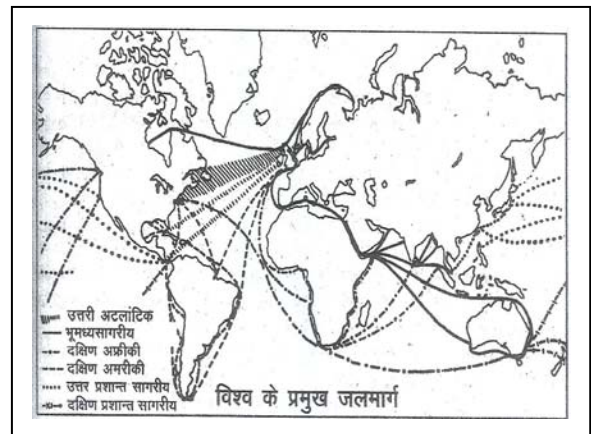 उत्तरी अटलांटिक
भूमध्यसागरीय
दक्षिण अफ्रीकी
दक्षिण अमरीकी
उत्तर प्रशान्त सागरीय
दक्षिण प्रशान्त सागरीय
विश्व के प्रमुख जलमार्ग